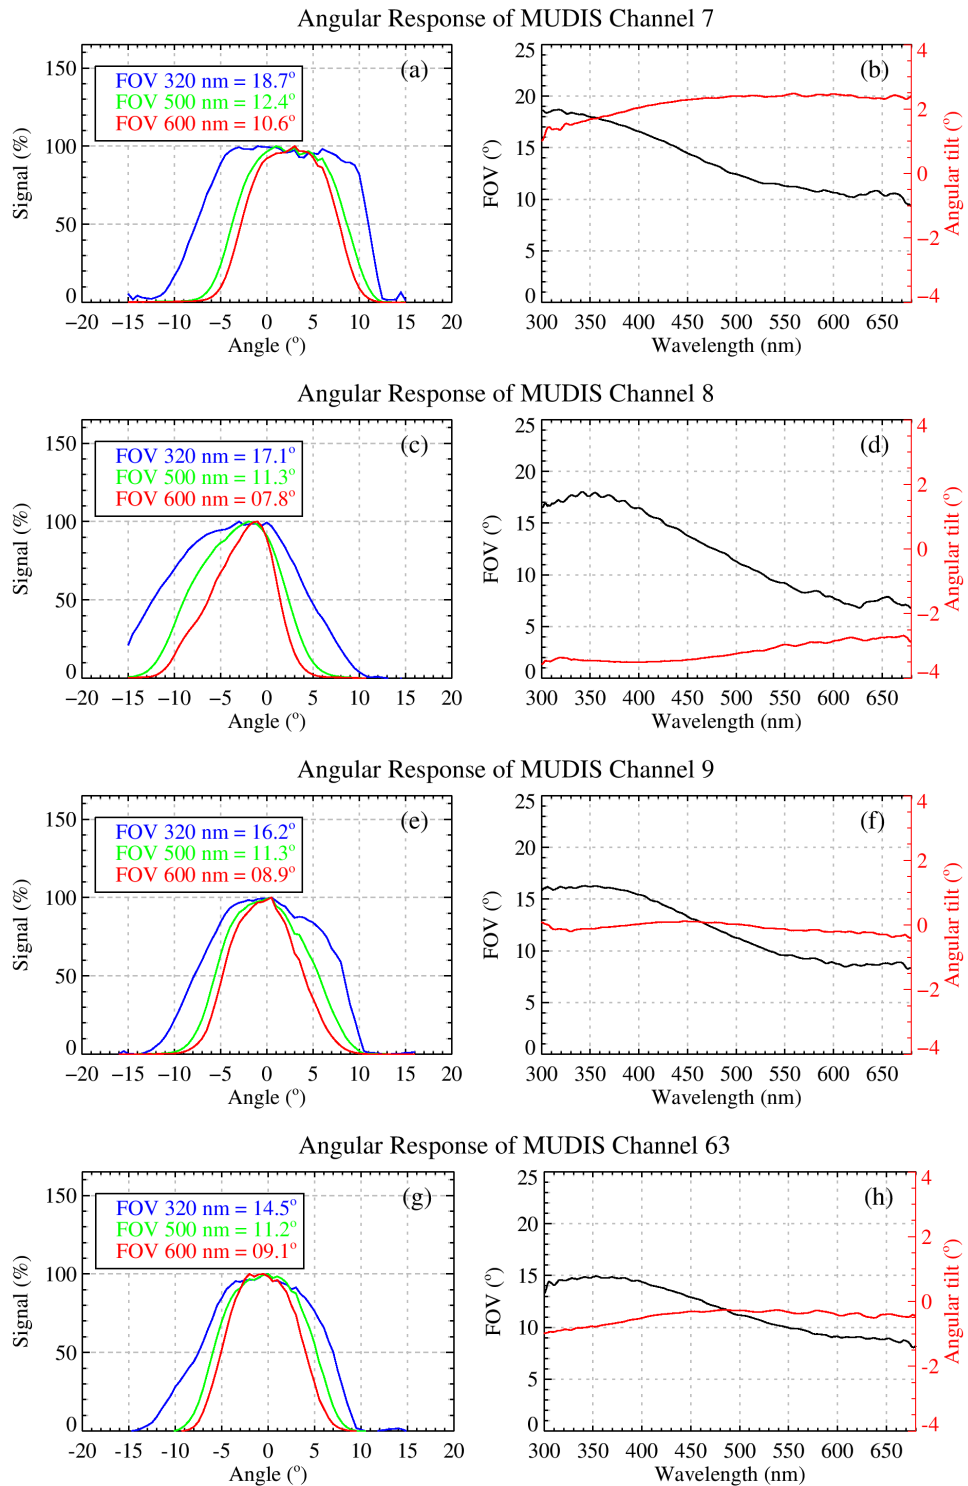 Angular Response of MUDIS Channel 7
150
100
50
0
Signal (%)
FOV 320 nm = 18.7º
FOV 500 nm = 12.4º
FOV 600 nm = 10.6º
(a)
−20 −15 −10 −5 0 5 10 15 20
Angle (º)
25
20
15
10
5
0
FOV (º)
(b)
4
2
0
−2
−4
Angular tilt (º)
300 350 400 450 500 550 600 650
Wavelength (nm)
Angular Response of MUDIS Channel 8
150
100
50
0
Signal (%)
FOV 320 nm = 17.1º
FOV 500 nm = 11.3º
FOV 600 nm = 07.8º
(c)
−20 −15 −10 −5 0 5 10 15 20
Angle (º)
25
20
15
10
5
0
FOV (º)
(d)
4
2
0
−2
−4
Angular tilt (º)
300 350 400 450 500 550 600 650
Wavelength (nm)
Angular Response of MUDIS Channel 9
150
100
50
0
Signal (%)
FOV 320 nm = 16.2º
FOV 500 nm = 11.3º
FOV 600 nm = 08.9º
(e)
−20 −15 −10 −5 0 5 10 15 20
Angle (º)
25
20
15
10
5
0
FOV (º)
(f)
4
2
0
−2
−4
Angular tilt (º)
300 350 400 450 500 550 600 650
Wavelength (nm)
Angular Response of MUDIS Channel 63
150
100
50
0
Signal (%)
FOV 320 nm = 14.5º
FOV 500 nm = 11.2º
FOV 600 nm = 09.1º
(g)
-20 -15 -10 -5 0 5 10 15 20
Angle (º)
25
20
15
10
5
0
FOV (º)
(h)
4
2
0
-2
-4
Angular tilt (º)
300 350 400 450 500 550 600 650
Wavelength (nm)